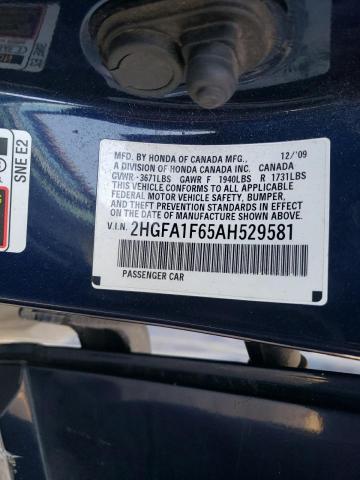 MFD. BY HONDA OF CANADA MFG., 12/'09
A DIVISION OF HONDA CANADA INC. CANADA
GVWR 3671LBS GAWR F 1940LBS R 1731LBS
THIS VEHICLE CONFORMS TO ALL APPLICABLE
FEDERAL MOTOR VEHICLE SAFETY, BUMPER,
AND THEFT PREVENTION STANDARDS IN EFFECT
ON THE DATE OF MANUFACTURE SHOWN ABOVE.
V.I.N. 2HGFA1F65AH529581
PASSENGER CAR
SNE E2